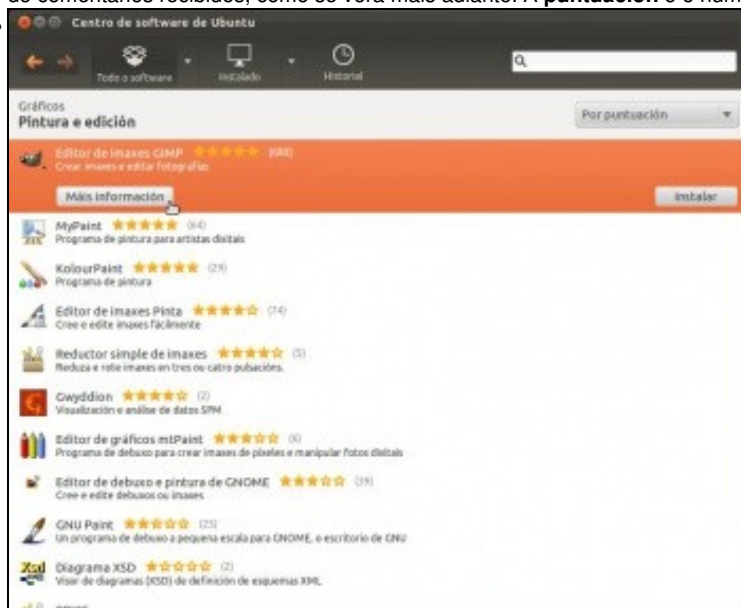 de comentarios recibidos, como se verá máis adiante. A puntuación é o núm
Centro de software de Ubuntu
Todo o software
Instalado
Historial
Gráficos
Pintura e edición
Por puntuación
Editor de imaxes GIMP (688)
Crear imaxes e editar fotografías
Máis información
Instalar
MyPaint (64)
Programa de pintura para artistas dixitais
KolourPaint (29)
Programa de pintura
Editor de imaxes Pinta (74)
Cree e edite imaxes fácilmente
Reductor simple de imaxes (5)
Reduza e rote imaxes en tres ou catro pulsacións.
Gwyddion (2)
Visualización e análise de datos SPM
Editor de gráficos mtPaint (6)
Programa de debuxo para crear imaxes de píxeles e manipular fotos dixitais
Editor de debuxo e pintura de GNOME (39)
Cree e edite debuxos ou imaxes
GNU Paint (25)
Un programa de debuxo a pequena escala para GNOME, o escritorio de GNU
Xsd
Diagrama XSD (2)
Visor de diagramas (XSD) de definición de esquemas XML.